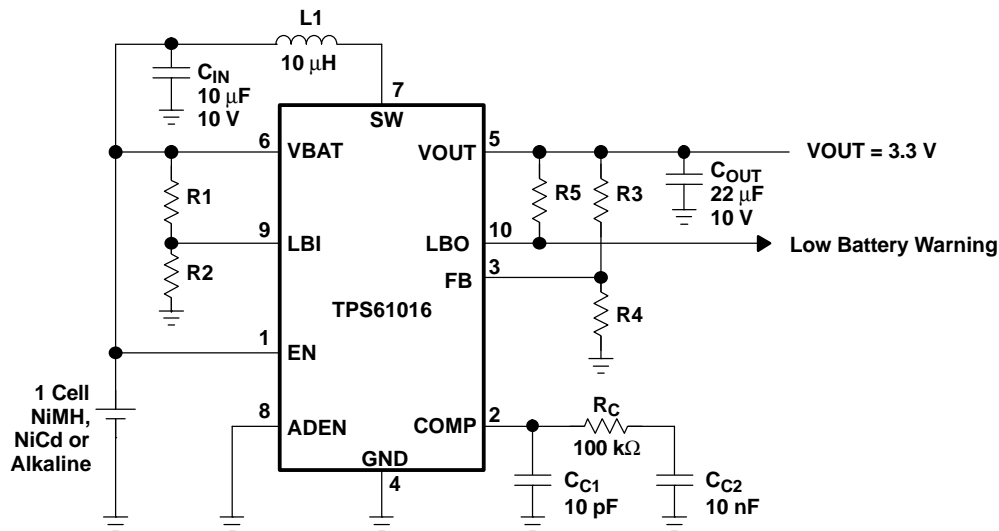 L1
10 μH
C_IN
10 μF
10 V
7
SW
6
VBAT
VOUT
5
VOUT = 3.3 V
R1
R5
R3
C_OUT
22 μF
10 V
9
LBI
LBO
10
Low Battery Warning
R2
FB
3
TPS61016
R4
1
EN
1 Cell
NiMH,
NiCd or
Alkaline
8
ADEN
COMP
2
R_C
100 kΩ
GND
4
C_C1
10 pF
C_C2
10 nF